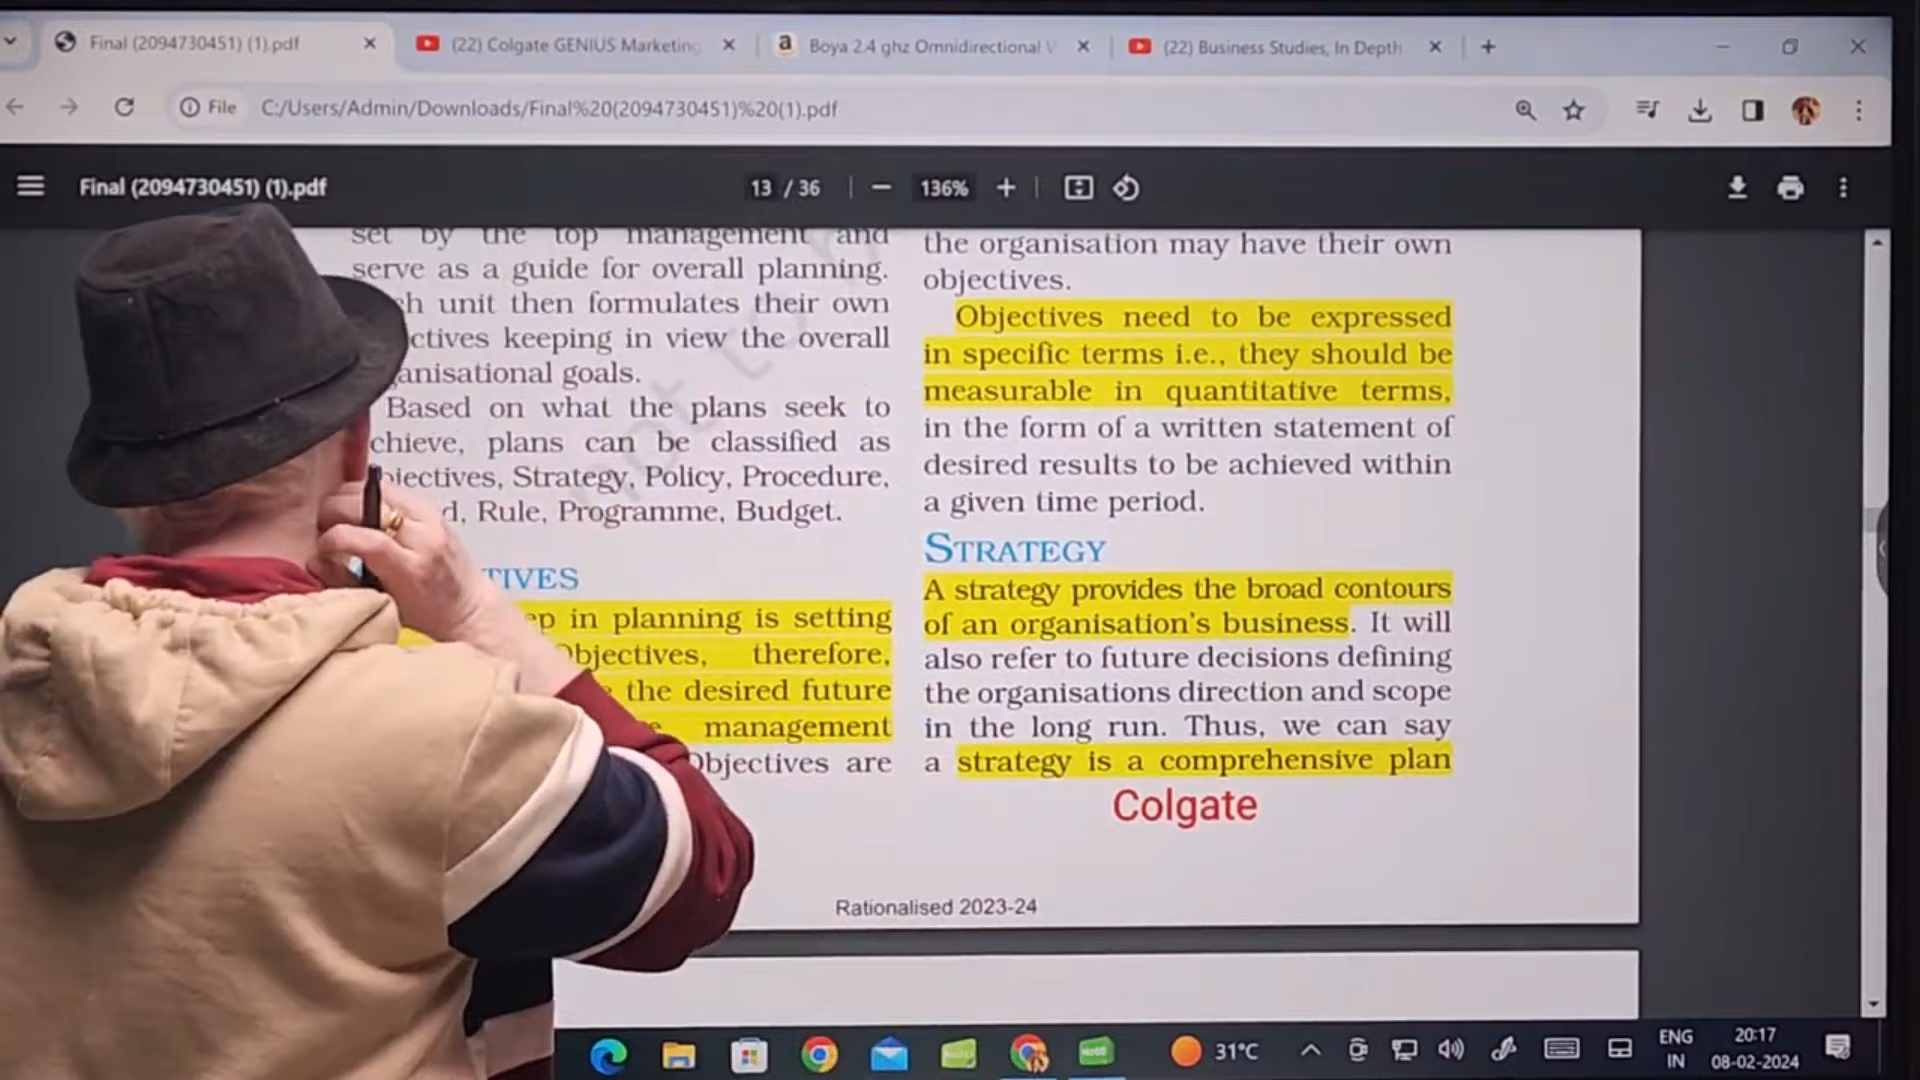 Final (2094730451) (1).pdf
(22) Colgate GENIUS Marketing
Boya 2.4 ghz Omnidirectional
(22) Business Studies, In Depth
File
C:/Users/Admin/Downloads/Final%20(2094730451)%20(1).pdf
Final (2094730451) (1).pdf
13 / 36
136%
set by the top management and
serve as a guide for overall planning.
unit then formulates their own
keeping in view the overall
goals.
Based on what the plans seek to
plans can be classified as
Strategy, Policy, Procedure,
Rule, Programme, Budget.
in planning is setting
Objectives, therefore,
the desired future
management
Objectives are
the organisation may have their own
objectives.
Objectives need to be expressed
in specific terms i.e., they should be
measurable in quantitative terms,
in the form of a written statement of
desired results to be achieved within
a given time period.
STRATEGY
A strategy provides the broad contours
of an organisation's business. It will
also refer to future decisions defining
the organisations direction and scope
in the long run. Thus, we can say
a strategy is a comprehensive plan
Colgate
Rationalised 2023-24
31°C
ENG
IN
20:17
08-02-2024